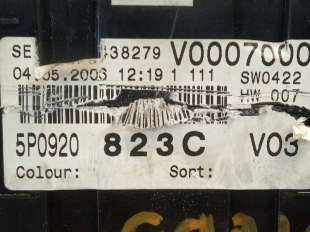 SE 38279 V0007000
04.05.2006 12:19 1 111 SW0422
HW 007
5P0920 823C V03
Colour: Sort: